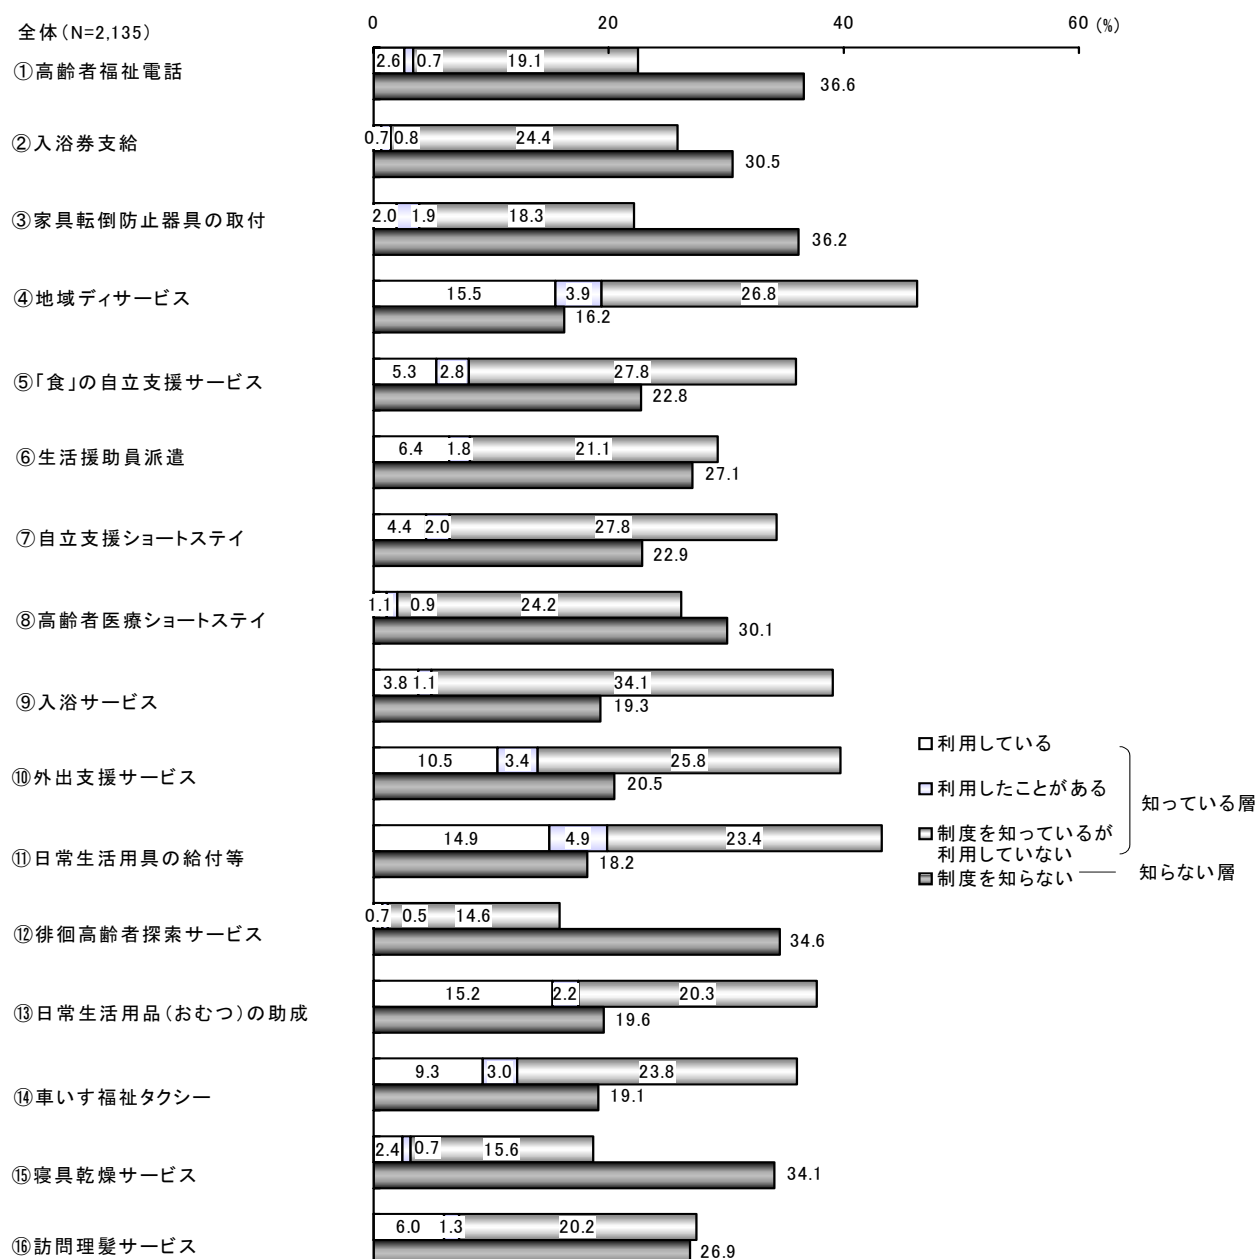 全体(N=2,135)
0 20 40 60 (%)
①高齢者福祉電話
2.6 0.7 19.1
36.6
②入浴券支給
0.7 0.8 24.4
30.5
③家具転倒防止器具の取付
2.0 1.9 18.3
36.2
④地域ディサービス
15.5 3.9 26.8
16.2
⑤「食」の自立支援サービス
5.3 2.8 27.8
22.8
⑥生活援助員派遣
6.4 1.8 21.1
27.1
⑦自立支援ショートステイ
4.4 2.0 27.8
22.9
⑧高齢者医療ショートステイ
1.1 0.9 24.2
30.1
⑨入浴サービス
3.8 1.1 34.1
19.3
⑩外出支援サービス
10.5 3.4 25.8
20.5
⑪日常生活用具の給付等
14.9 4.9 23.4
18.2
⑫徘徊高齢者探索サービス
0.7 0.5 14.6
34.6
⑬日常生活用品(おむつ)の助成
15.2 2.2 20.3
19.6
⑭車いす福祉タクシー
9.3 3.0 23.8
19.1
⑮寝具乾燥サービス
2.4 0.7 15.6
34.1
⑯訪問理髪サービス
6.0 1.3 20.2
26.9
利用している
利用したことがある
制度を知っているが
利用していない
知っている層
制度を知らない
知らない層